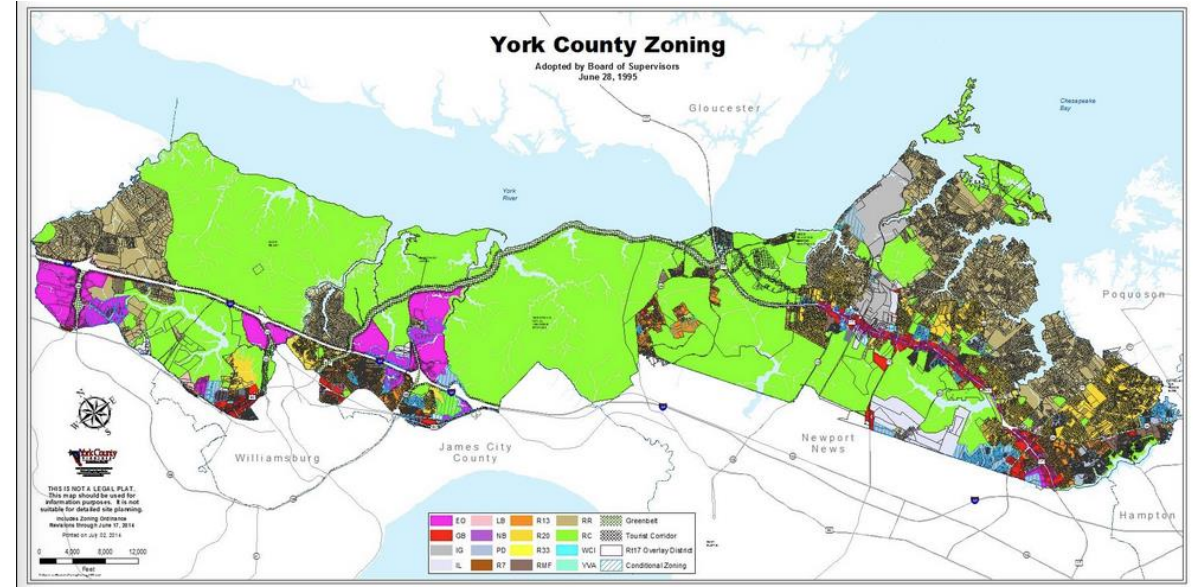 York County Zoning
Adopted by Board of Supervisors
June 28, 1995
Gloucester
Chesapeake
Bay
York
River
Poquoson
Newport
News
James City
County
Williamsburg
Hampton
N
E
S
W
York County
THIS IS NOT A LEGAL PLAT.
This map should be used for
information purposes. It is not
suitable for detailed site planning.
Includes Zoning Ordinance
Revisions through June 17, 2014
Printed on July 02, 2014
0 4,000 8,000 12,000
Feet
EO LB R13 RR Greenbelt
GB NB R20 RC Tourist Corridor
IG PD R33 WCI Rt17 Overlay District
IL R7 RMF YVA Conditional Zoning